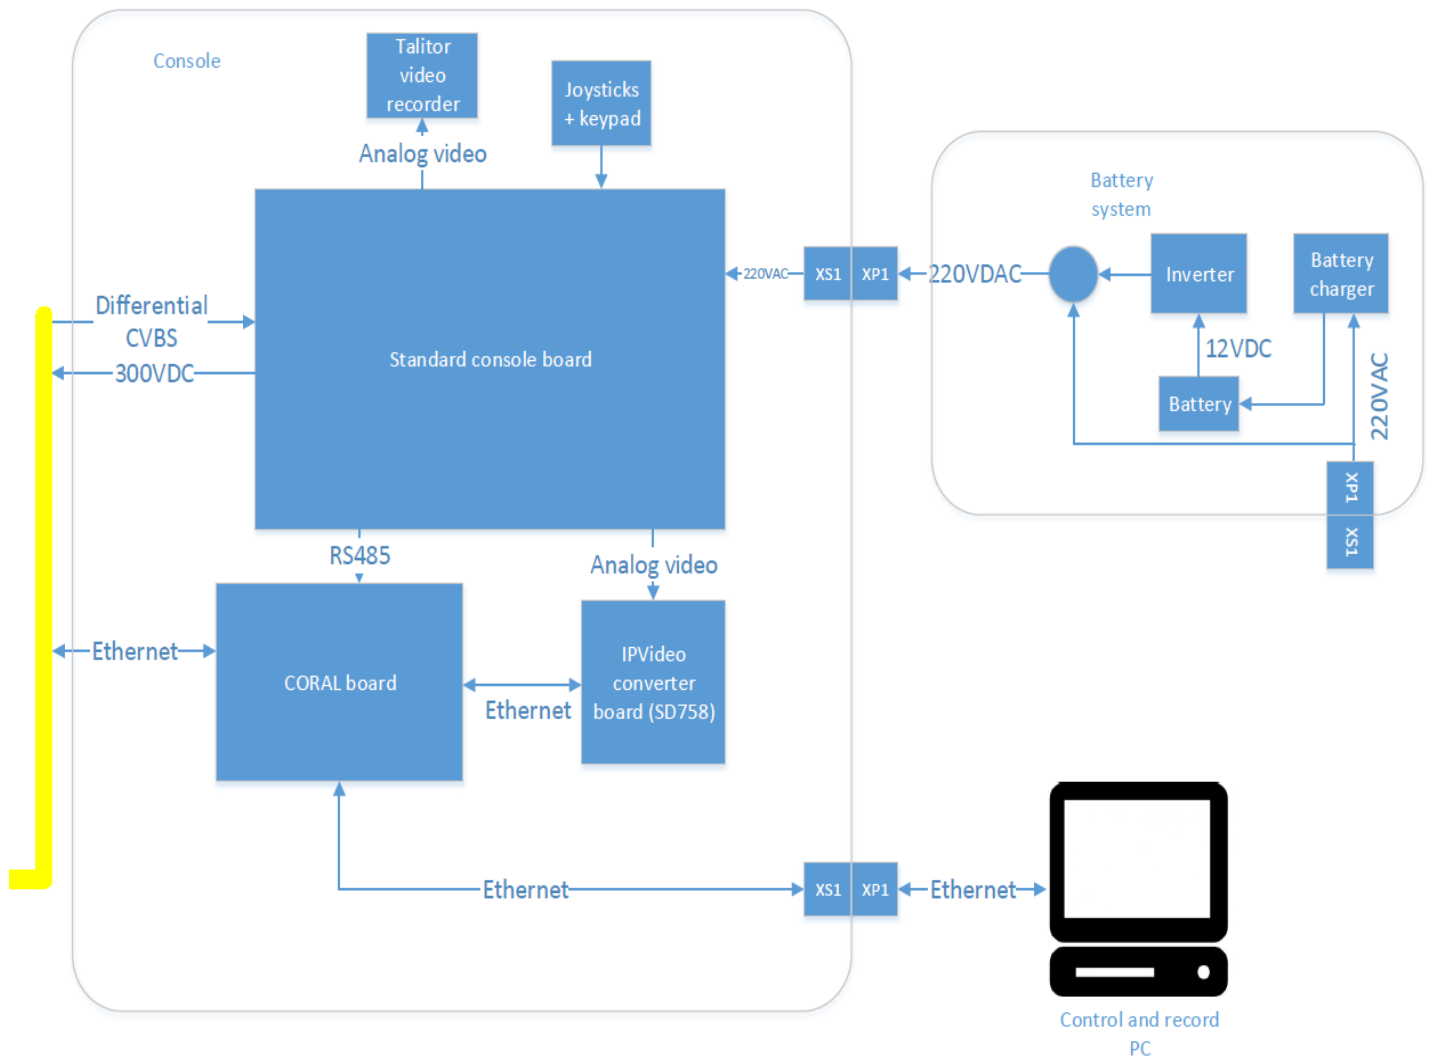 Console
Talitor
video
recorder
Joysticks
+ keypad
Analog video
Battery
system
220VAC
XS1
XP1
220VDAC
Inverter
Battery
charger
Differential
CVBS
300VDC
Standard console board
12VDC
Battery
220VAC
XP1
XS1
RS485
Analog video
Ethernet
CORAL board
Ethernet
IPVideo
converter
board (SD758)
Ethernet
XS1
XP1
Ethernet
Control and record
PC